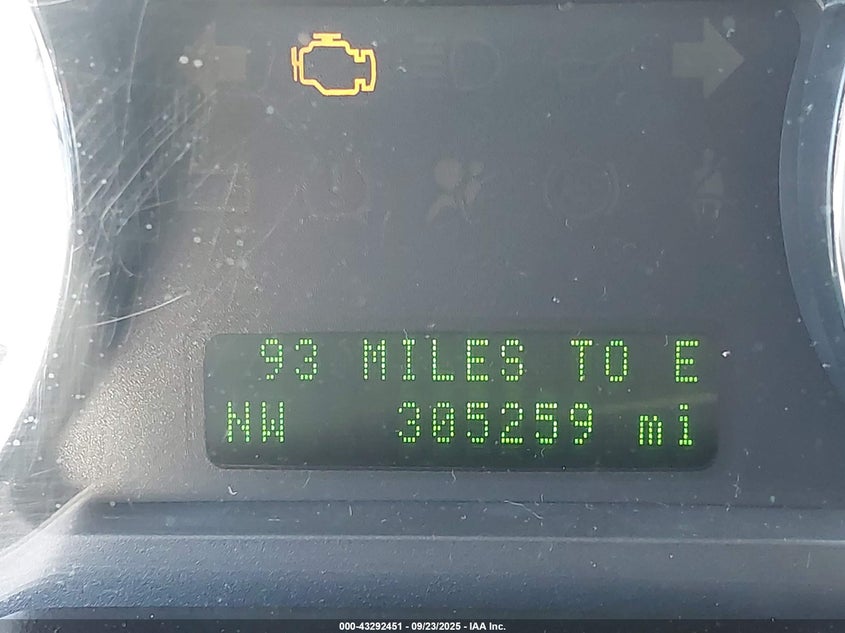 93 MILES TO E
NW 305259 mi
000-43292451 - 09/23/2025 - IAA Inc.